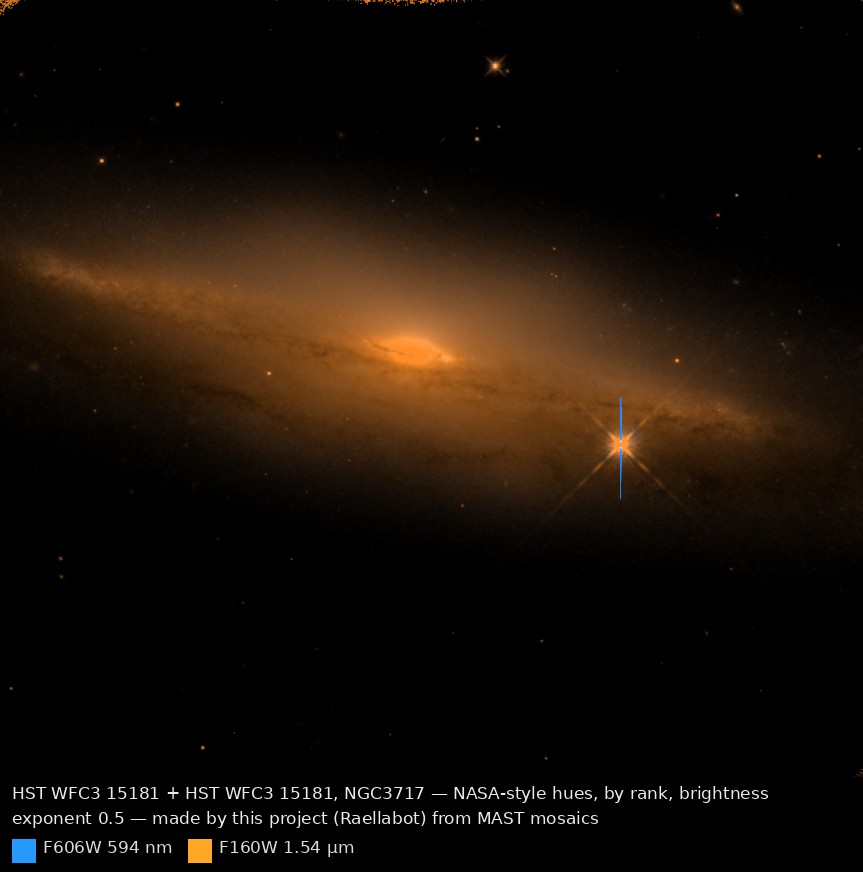 HST WFC3 15181 + HST WFC3 15181, NGC3717 — NASA-style hues, by rank, brightness
exponent 0.5 — made by this project (Raellabot) from MAST mosaics
F606W 594 nm F160W 1.54 µm